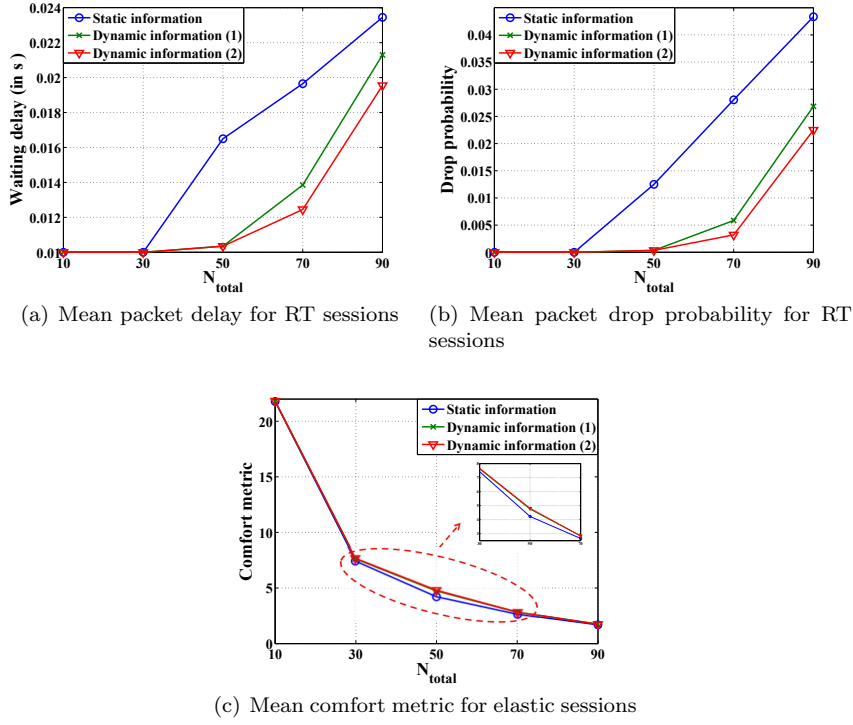 0.024
0.022
0.02
0.018
0.016
0.014
0.012
0.01
Waiting delay (in s )
Static information
Dynamic information (1)
Dynamic information (2)
10 30 50 70 90
N_total
(a) Mean packet delay for RT sessions
0.04
0.035
0.03
0.025
0.02
0.015
0.01
0.005
0
Drop probability
Static information
Dynamic information (1)
Dynamic information (2)
10 30 50 70 90
N_total
(b) Mean packet drop probability for RT
sessions
20
15
10
5
0
Comfort metric
Static information
Dynamic information (1)
Dynamic information (2)
10 30 50 70 90
N_total
(c) Mean comfort metric for elastic sessions